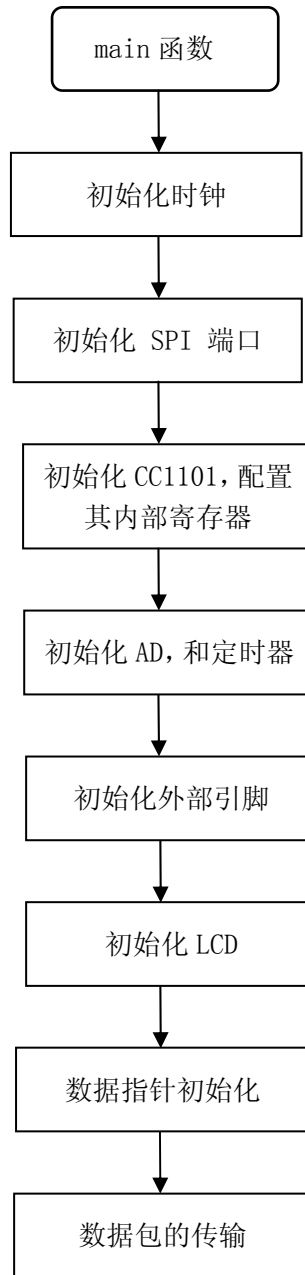 main 函数
初始化时钟
初始化 SPI 端口
初始化 CC1101，配置
其内部寄存器
初始化 AD，和定时器
初始化外部引脚
初始化 LCD
数据指针初始化
数据包的传输